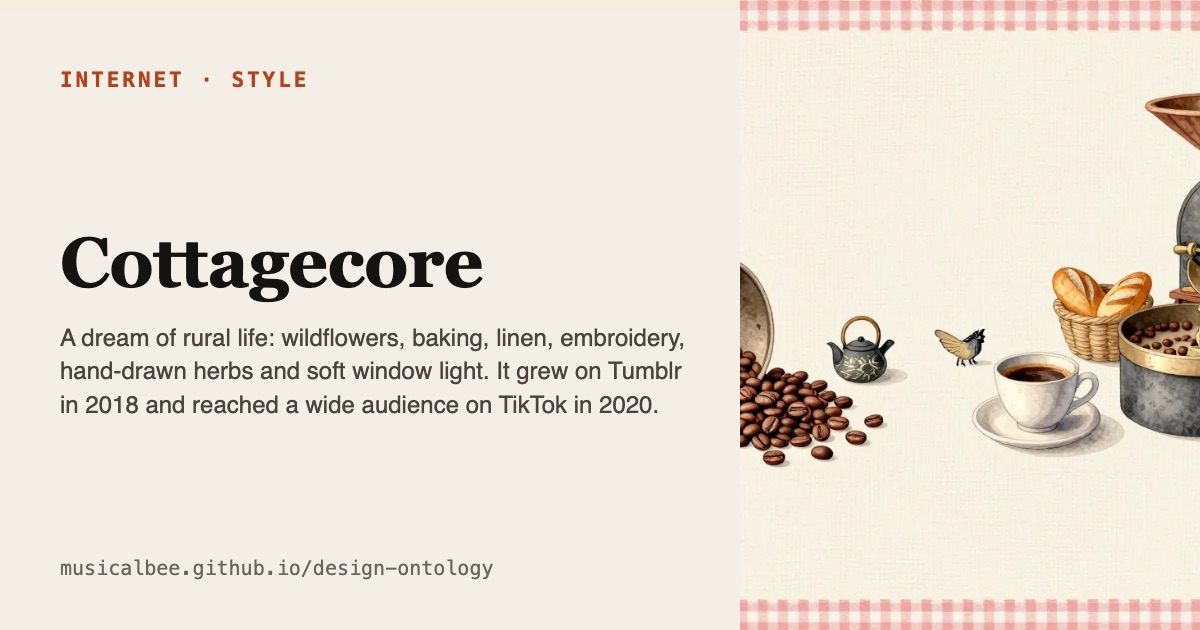 INTERNET · STYLE
Cottagecore
A dream of rural life: wildflowers, baking, linen, embroidery,
hand-drawn herbs and soft window light. It grew on Tumblr
in 2018 and reached a wide audience on TikTok in 2020.
musicalbee.github.io/design-ontology